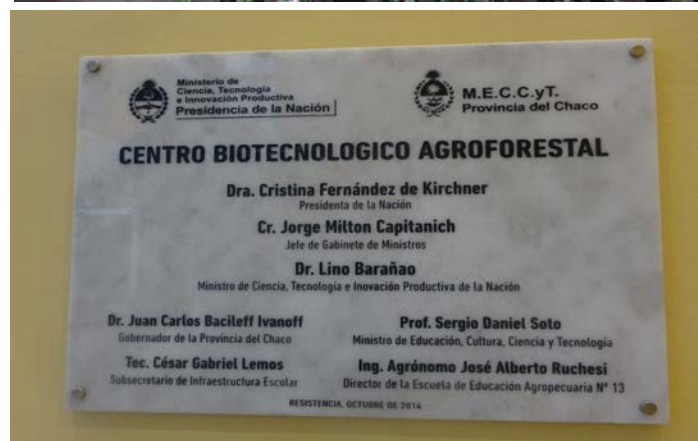 Ministerio de
Ciencia, Tecnología
e Innovación Productiva
Presidencia de la Nación
M.E.C.C.yT.
Provincia del Chaco
CENTRO BIOTECNOLOGICO AGROFORESTAL
Dra. Cristina Fernández de Kirchner
Presidenta de la Nación
Cr. Jorge Milton Capitanich
Jefe de Gabinete de Ministros
Dr. Lino Barañao
Ministro de Ciencia, Tecnología e Inovación Productiva de la Nación
Dr. Juan Carlos Bacileff Ivanoff
Gobernador de la Provincia del Chaco
Prof. Sergio Daniel Soto
Ministro de Educación, Cultura, Ciencia y Tecnología
Tec. César Gabriel Lemos
Subsecretario de Infraestructura Escolar
Ing. Agrónomo José Alberto Ruchesi
Director de la Escuela de Educación Agropecuaria Nº 13
RESISTENCIA, OCTUBRE DE 2014